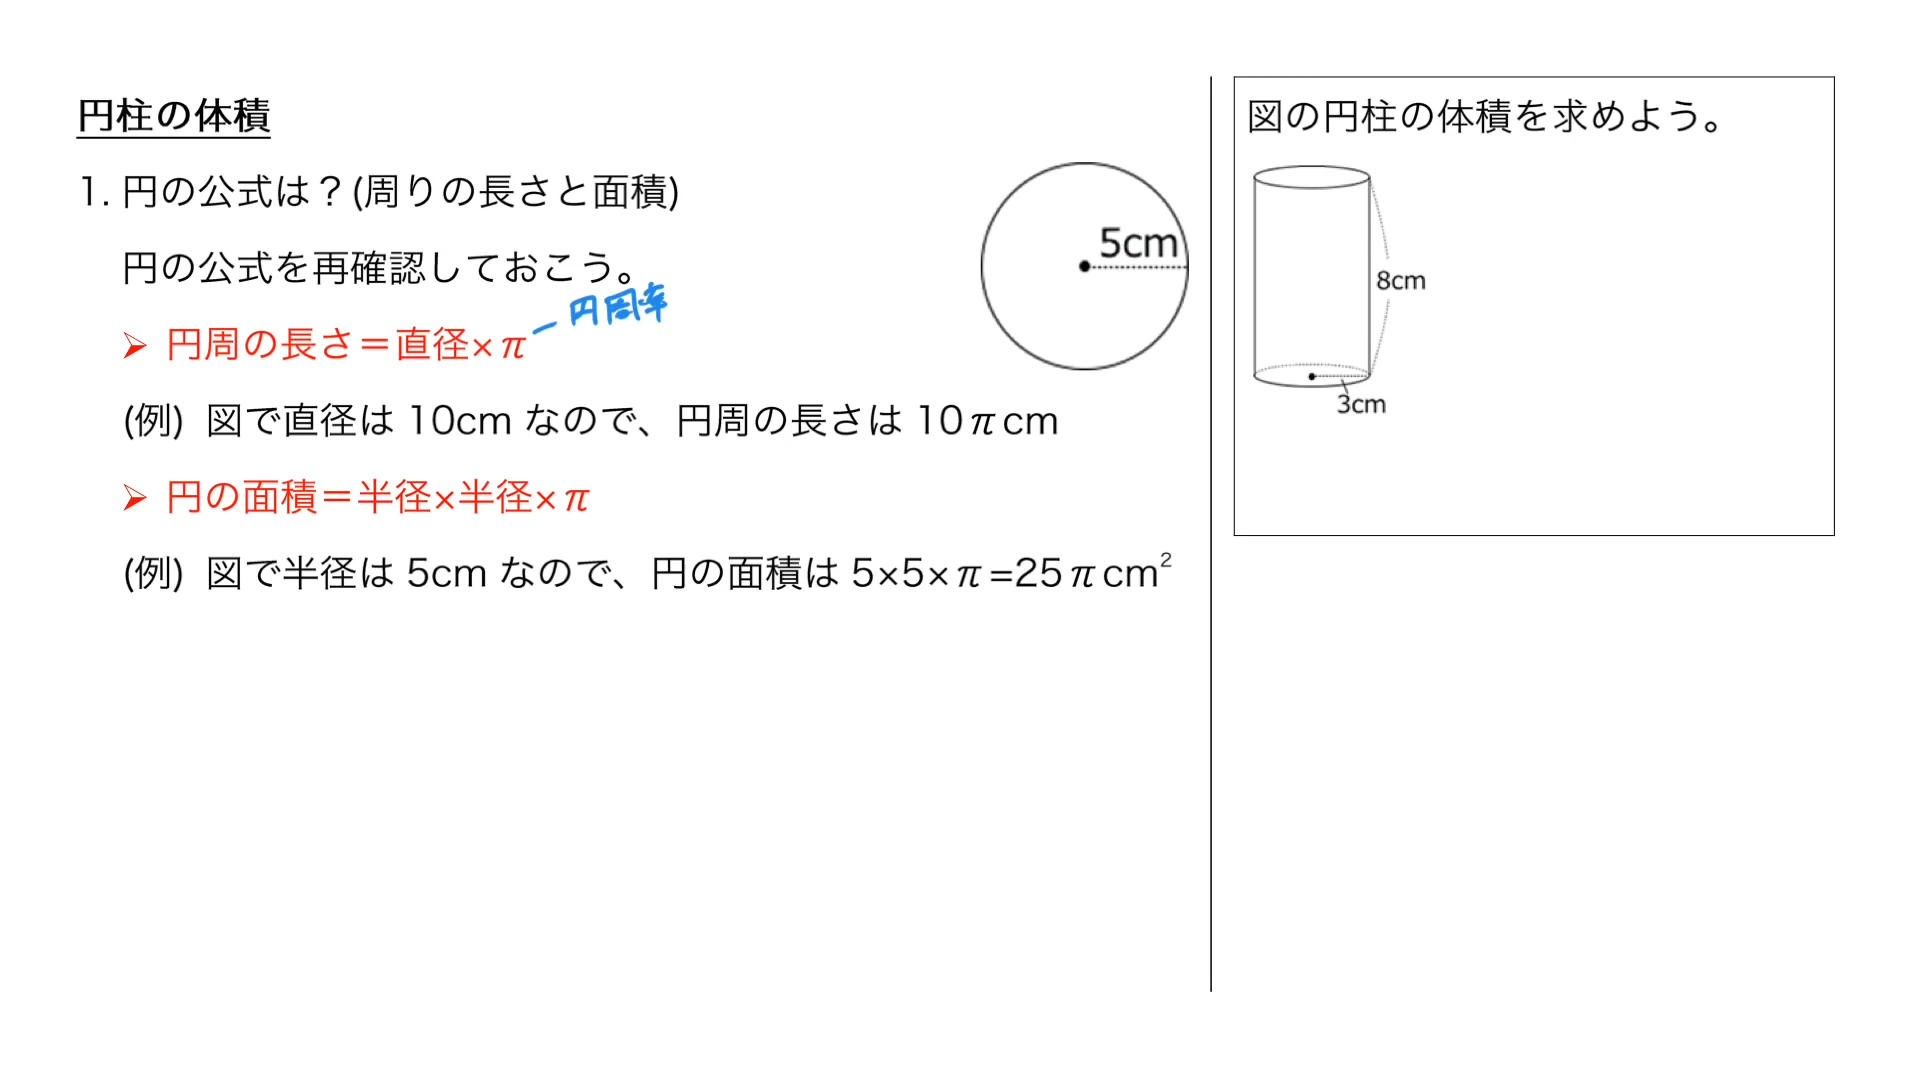 円柱の体積
1. 円の公式は？(周りの長さと面積)
円の公式を再確認しておこう。
円周率
➢ 円周の長さ＝直径×π
(例) 図で直径は 10cm なので、円周の長さは 10πcm
➢ 円の面積＝半径×半径×π
(例) 図で半径は 5cm なので、円の面積は 5×5×π=25πcm²
5cm
図の円柱の体積を求めよう。
8cm
3cm